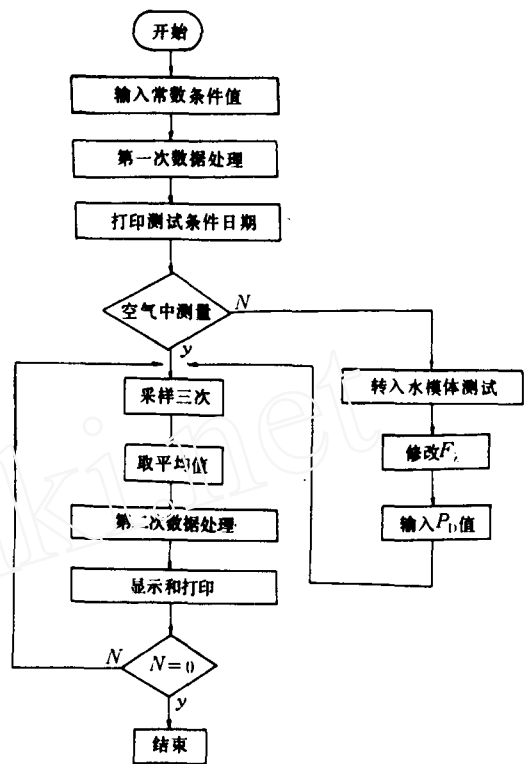 开始
输入常数条件值
第一次数据处理
打印测试条件日期
空气中测量
N
y
采样三次
转入水模体测试
取平均值
修改F
第二次数据处理
输入P_D值
显示和打印
N
N=0
y
结束